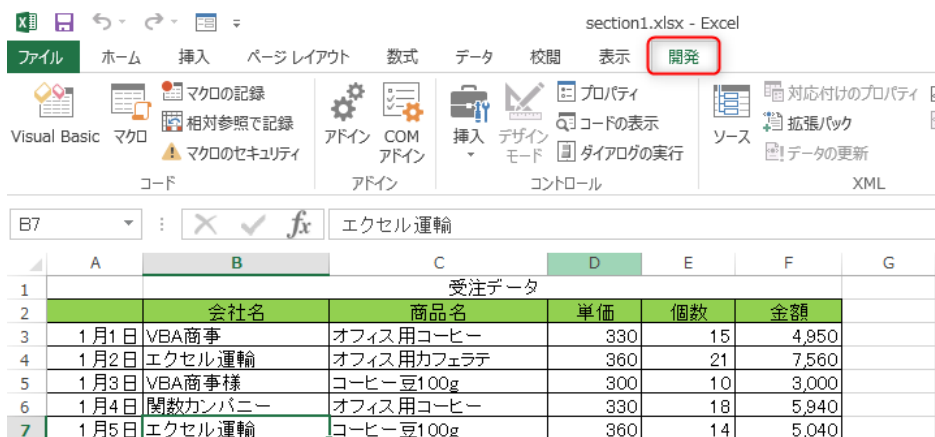 section1.xlsx - Excel
ファイル ホーム 挿入 ページ レイアウト 数式 データ 校閲 表示 開発
Visual Basic マクロ マクロの記録 相対参照で記録 マクロのセキュリティ
アドイン COM アドイン
挿入 デザイン モード プロパティ コードの表示 ダイアログの実行
ソース 対応付けのプロパティ 拡張パック データの更新
コード アドイン コントロール XML
B7 fx エクセル運輸
A B C D E F G
1 受注データ
2 会社名 商品名 単価 個数 金額
3 1月1日 VBA商事 オフィス用コーヒー 330 15 4,950
4 1月2日 エクセル運輸 オフィス用カフェラテ 360 21 7,560
5 1月3日 VBA商事様 コーヒー豆100g 300 10 3,000
6 1月4日 関数カンパニー オフィス用コーヒー 330 18 5,940
7 1月5日 エクセル運輸 コーヒー豆100g 360 14 5,040